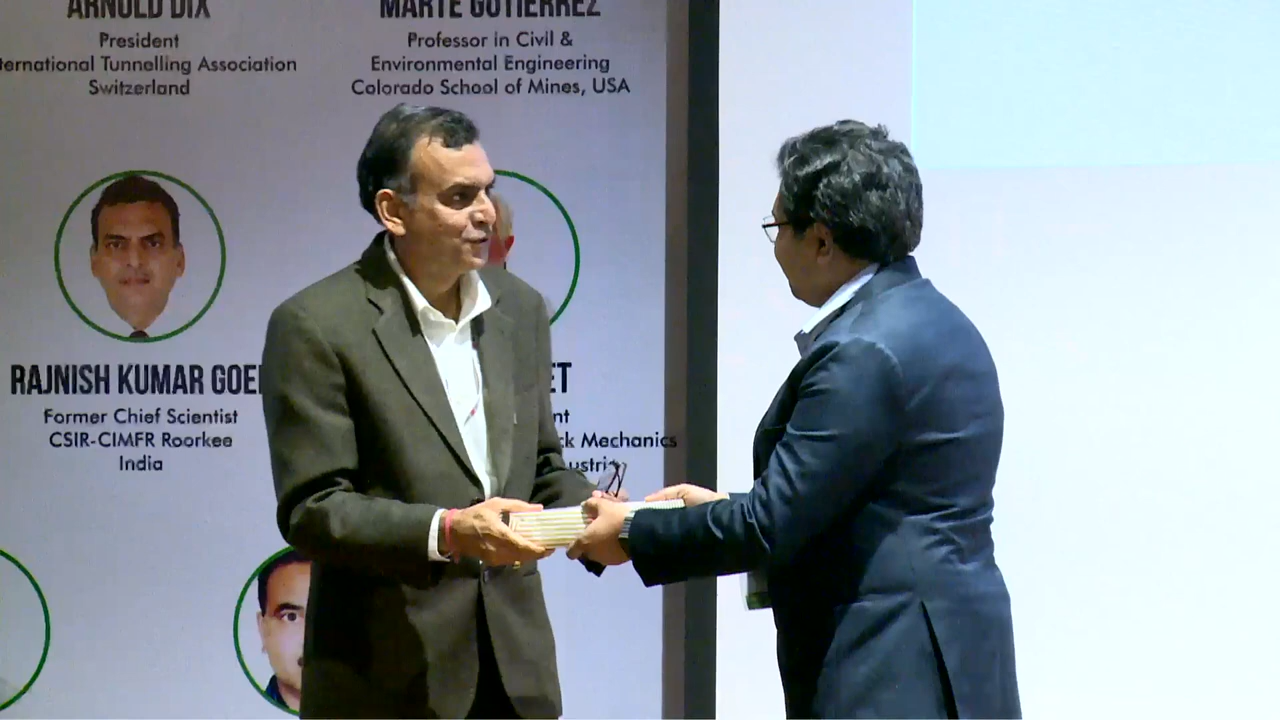 ARNOLD DIX
President
ternational Tunnelling Association
Switzerland
MARTE GUTIERREZ
Professor in Civil &
Environmental Engineering
Colorado School of Mines, USA
RAJNISH KUMAR GOE
Former Chief Scientist
CSIR-CIMFR Roorkee
India
ET
nt
ck Mechanics
ustria